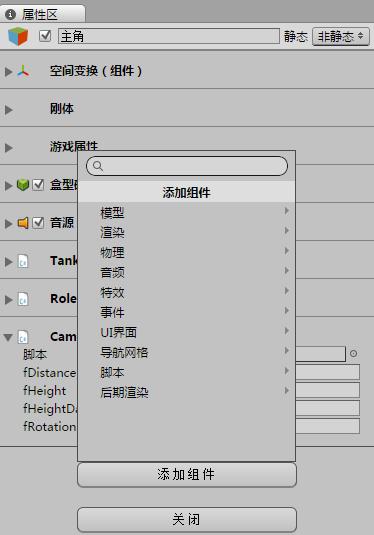 属性区
主角 静态 非静态
空间变换（组件）
刚体
游戏属性
添加组件
盒型
模型
渲染
音源
物理
Tank
音频
特效
Role
事件
UI界面
Cam
导航网格
脚本
脚本
fDistance
后期渲染
fHeight
fHeightDa
fRotation
添加组件
关闭